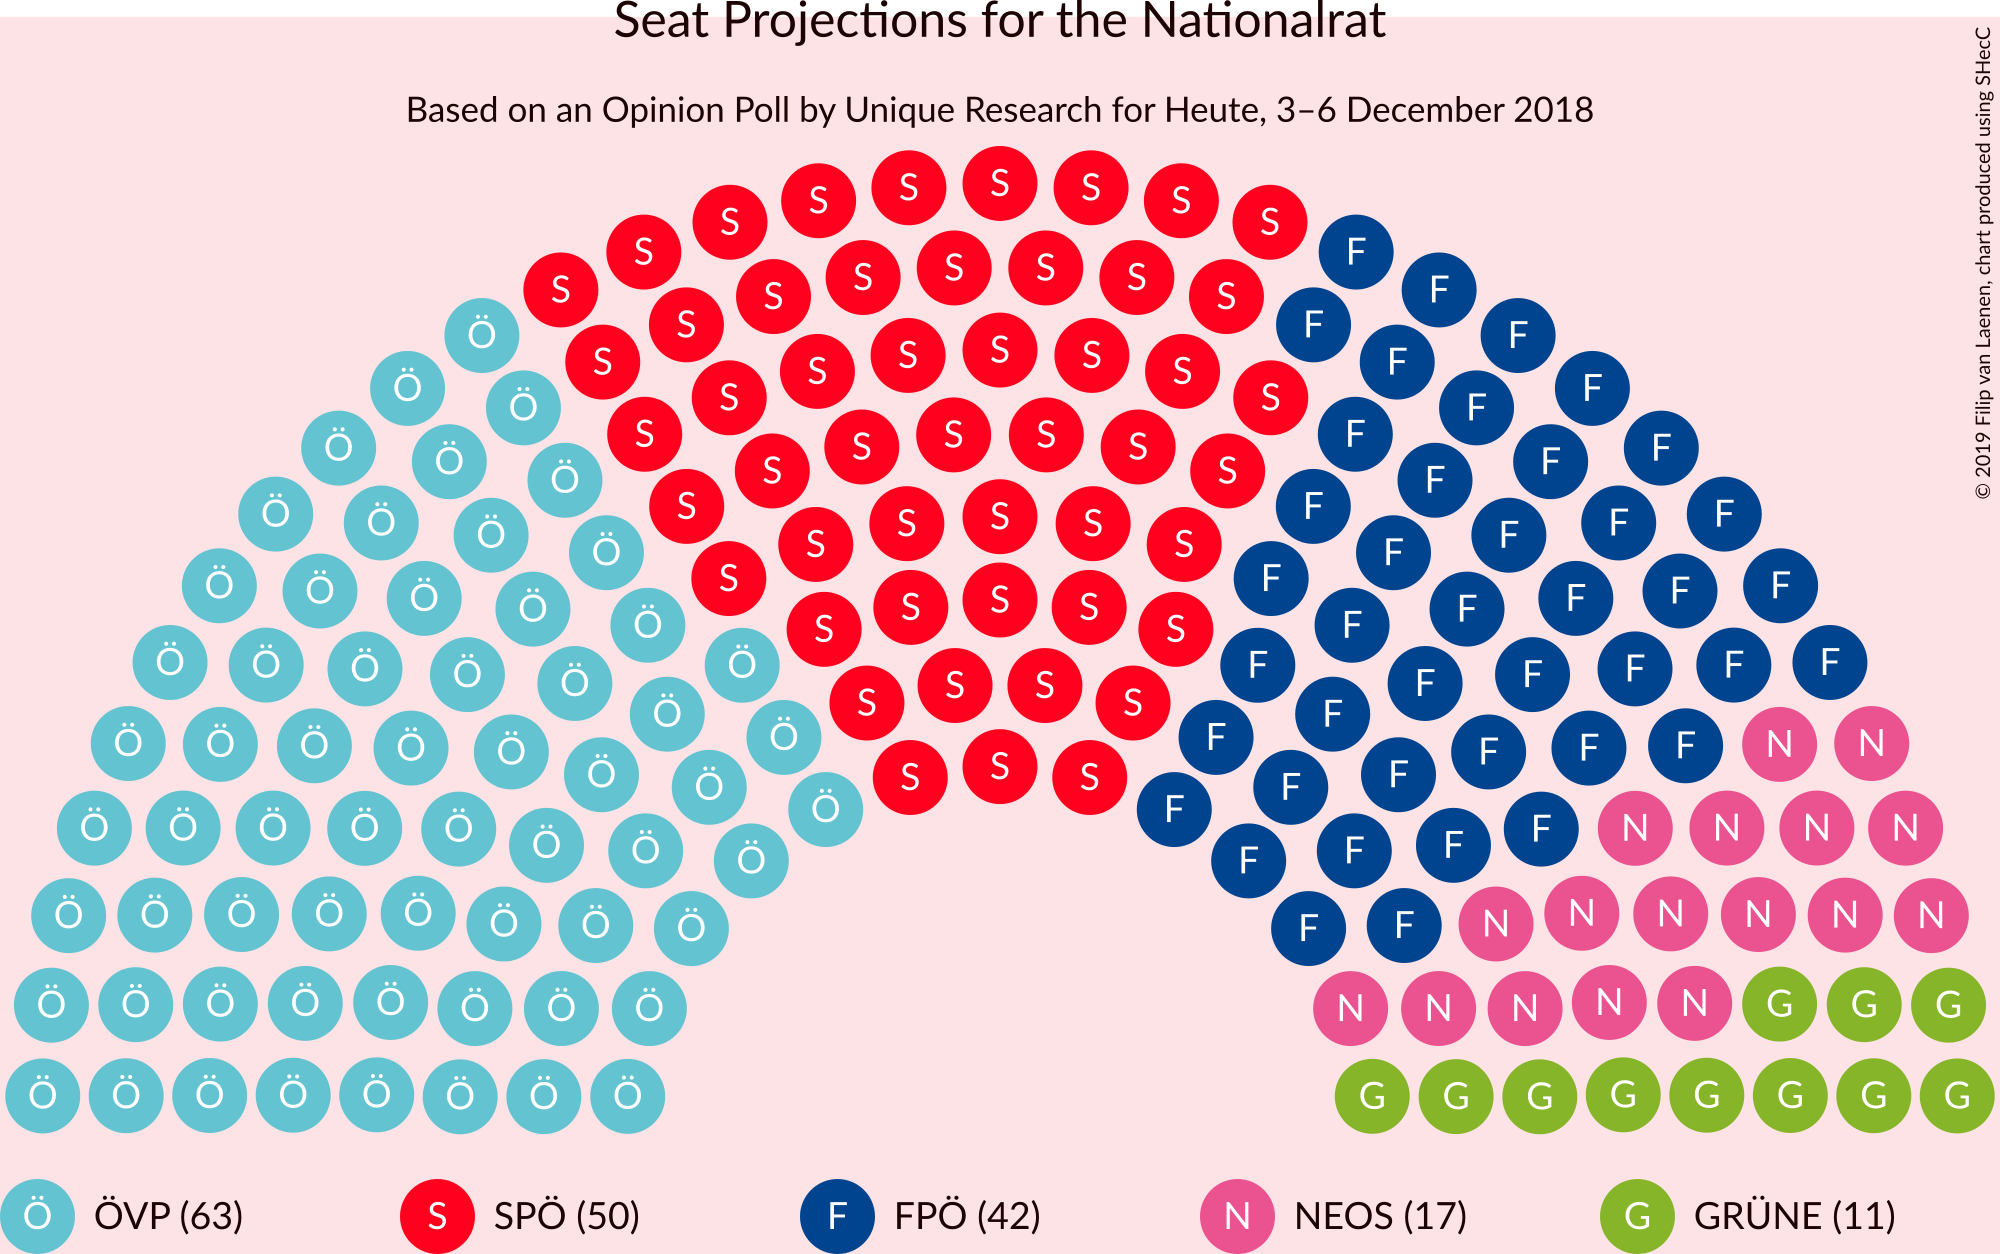 Seat Projections for the Nationalrat
Based on an Opinion Poll by Unique Research for Heute, 3–6 December 2018
© 2019 Filip van Laenen, chart produced using SHecC
S S S S S S S
S S F
S S S S S S F
Ö S S S F F
Ö S S S S S S S F F
Ö Ö S S S S S F F F
Ö Ö S S S S S F F F
Ö Ö Ö S S S S S F F F F
Ö Ö Ö Ö S S S S F F F F
Ö Ö Ö Ö S S S S F F F F
Ö Ö Ö Ö Ö Ö S S S S F F F F F F
Ö Ö Ö Ö Ö Ö S S S F F F F F F
Ö Ö Ö Ö Ö Ö Ö F F F F F F N N
Ö Ö Ö Ö Ö Ö Ö Ö S S S F F F F F N N N N
Ö Ö Ö Ö Ö Ö Ö Ö Ö F F F N N N N N N
Ö Ö Ö Ö Ö Ö Ö Ö N N N N N G G G
Ö Ö Ö Ö Ö Ö Ö Ö G G G G G G G G
Ö ÖVP (63) S SPÖ (50) F FPÖ (42) N NEOS (17) G GRÜNE (11)